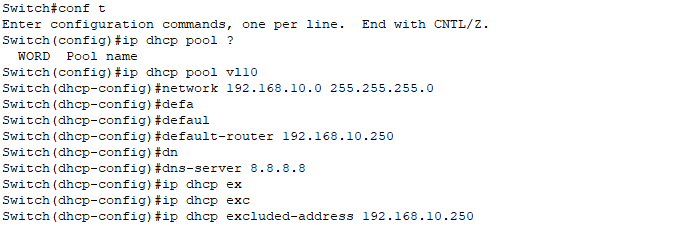 Switch#conf t
Enter configuration commands, one per line.  End with CNTL/Z.
Switch(config)#ip dhcp pool ?
  WORD  Pool name
Switch(config)#ip dhcp pool vl10
Switch(dhcp-config)#network 192.168.10.0 255.255.255.0
Switch(dhcp-config)#defa
Switch(dhcp-config)#defaul
Switch(dhcp-config)#default-router 192.168.10.250
Switch(dhcp-config)#dn
Switch(dhcp-config)#dns-server 8.8.8.8
Switch(dhcp-config)#ip dhcp ex
Switch(dhcp-config)#ip dhcp exc
Switch(dhcp-config)#ip dhcp excluded-address 192.168.10.250